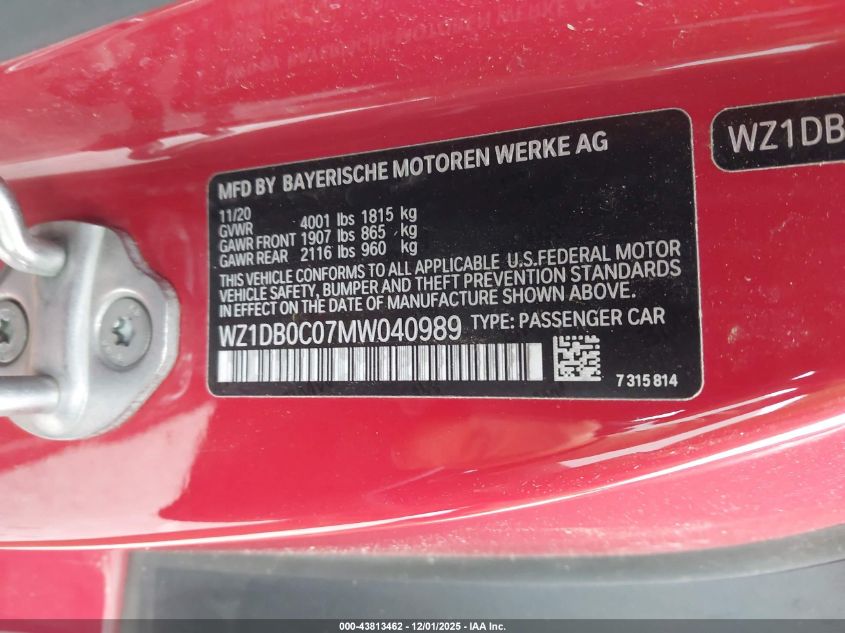 MFD BY BAYERISCHE MOTOREN WERKE AG
11/20
GVWR 4001 lbs 1815 kg
GAWR FRONT 1907 lbs 865 kg
GAWR REAR 2116 lbs 960 kg
THIS VEHICLE CONFORMS TO ALL APPLICABLE U.S.FEDERAL MOTOR
VEHICLE SAFETY, BUMPER AND THEFT PREVENTION STANDARDS
IN EFFECT ON THE DATE OF MANUFACTURE SHOWN ABOVE.
WZ1DB0C07MW040989 TYPE: PASSENGER CAR
7 315 814
WZ1DB
000-43813462 - 12/01/2025 - IAA Inc.